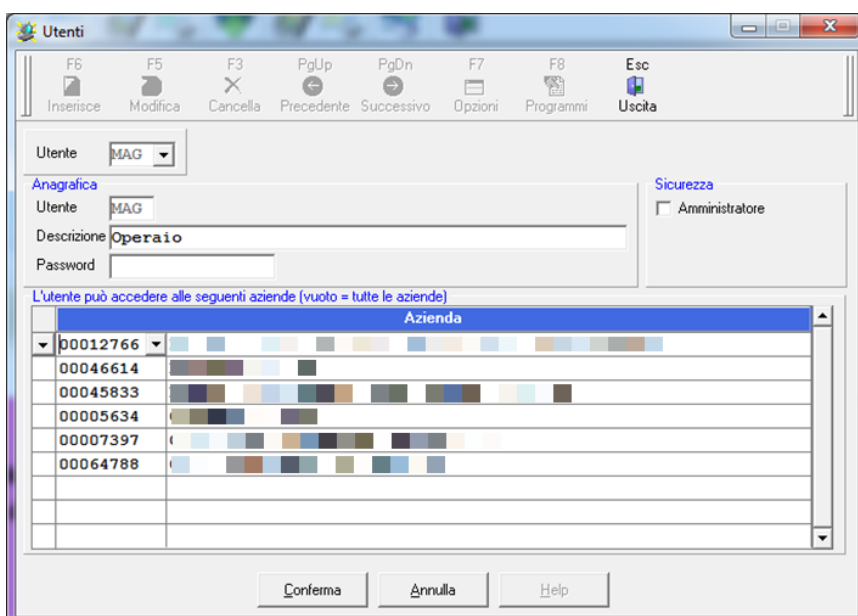 Utenti
F6 F5 F3 PgUp PgDn F7 F8 Esc
Inserisce Modifica Cancella Precedente Successivo Opzioni Programmi Uscita
Utente MAG
Anagrafica
Utente MAG
Descrizione Operaio
Password
Sicurezza
Amministratore
L'utente può accedere alle seguenti aziende (vuoto = tutte le aziende)
Azienda
00012766
00046614
00045833
00005634
00007397
00064788
Conferma Annulla Help